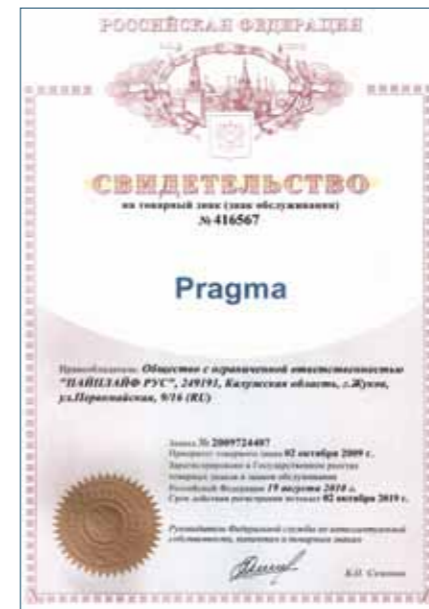 РОССИЙСКАЯ ФЕДЕРАЦИЯ
СВИДЕТЕЛЬСТВО
на товарный знак (знак обслуживания)
№ 416567
Pragma
Правообладатель: Общество с ограниченной ответственностью
"ПАЙПЛАЙФ РУС", 249191, Калужская область, г.Жуков,
ул.Первомайская, 9/16 (RU)
Заявка № 2009724407
Приоритет товарного знака 02 октября 2009 г.
Зарегистрировано в Государственном реестре
товарных знаков и знаков обслуживания
Российской Федерации 19 августа 2010 г.
Срок действия регистрации истекает 02 октября 2019 г.
Руководитель Федеральной службы по интеллектуальной
собственности, патентам и товарным знакам